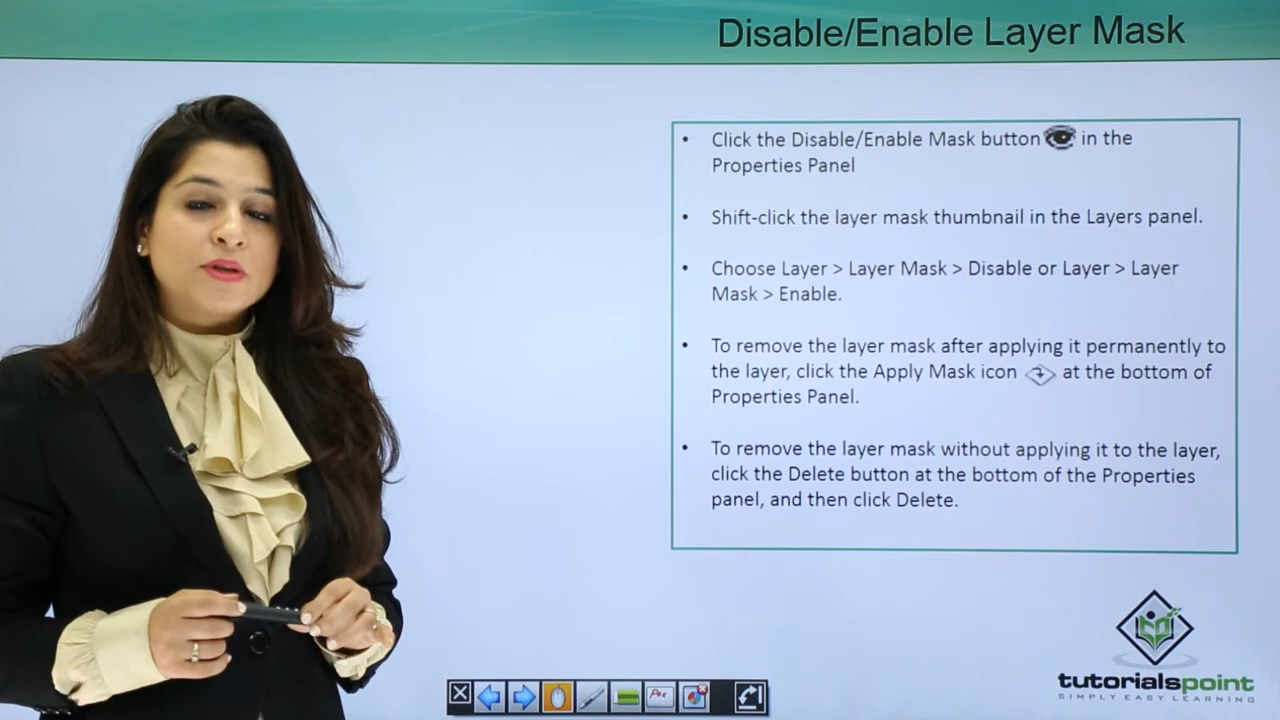 Disable/Enable Layer Mask
• Click the Disable/Enable Mask button in the
Properties Panel
• Shift-click the layer mask thumbnail in the Layers panel.
• Choose Layer > Layer Mask > Disable or Layer > Layer
Mask > Enable.
• To remove the layer mask after applying it permanently to
the layer, click the Apply Mask icon at the bottom of
Properties Panel.
• To remove the layer mask without applying it to the layer,
click the Delete button at the bottom of the Properties
panel, and then click Delete.
tutorialspoint
SIMPLY EASY LEARNING
Pen